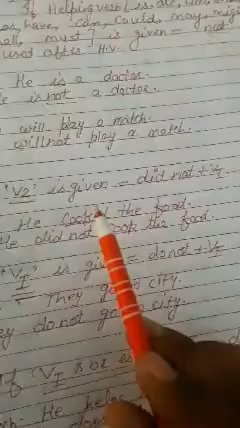 If Helping verb [is, are,
has, have, can, could, may, might
shall, must] is given = not
used after H.V.
He is a doctor.
He is not a doctor.
will play a match.
will not play a match.
'V2' is given = did not + V1
He Cooked the food.
He did not cook the food.
'V1' is given = do not + V1
They go city.
They do not go city.
If 'V1 s or es
He helps